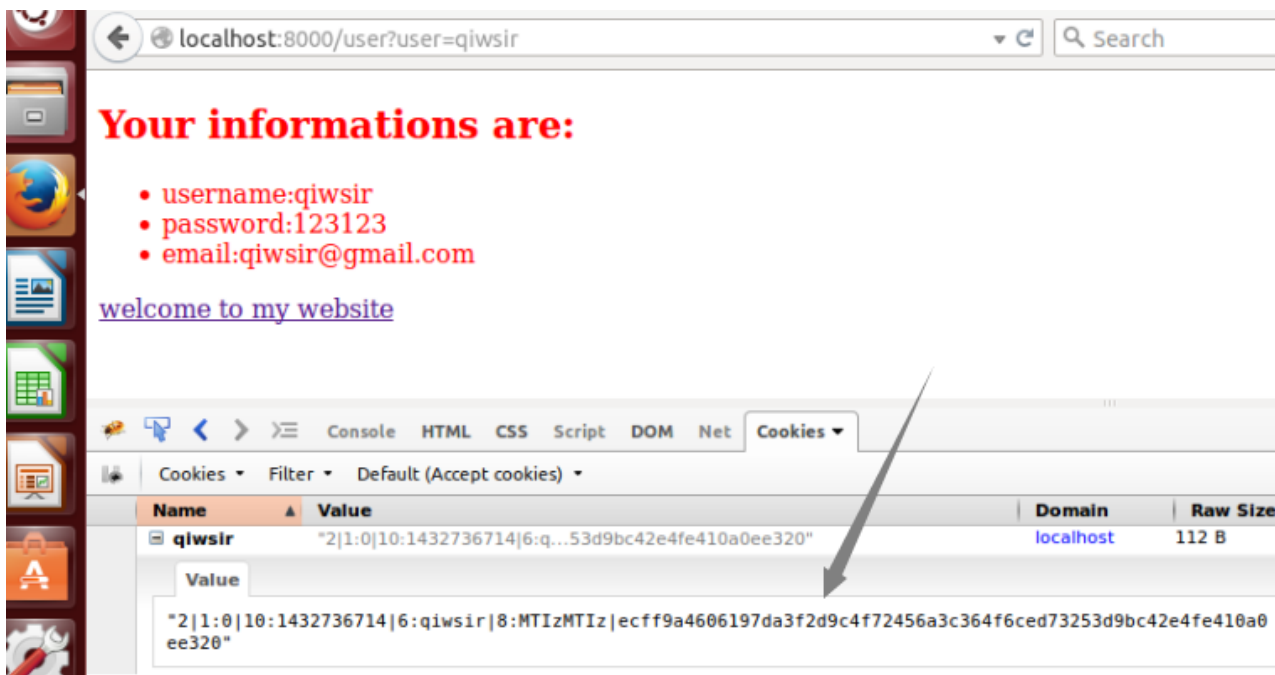 localhost:8000/user?user=qiwsir Search
Your informations are:
• username:qiwsir
• password:123123
• email:qiwsir@gmail.com
welcome to my website
Console HTML CSS Script DOM Net Cookies
Cookies Filter Default (Accept cookies)
Name Value Domain Raw Size
qiwsir "2|1:0|10:1432736714|6:q...53d9bc42e4fe410a0ee320" localhost 112 B
Value
"2|1:0|10:1432736714|6:qiwsir|8:MTIzMTIz|ecff9a4606197da3f2d9c4f72456a3c364f6ced73253d9bc42e4fe410a0
ee320"